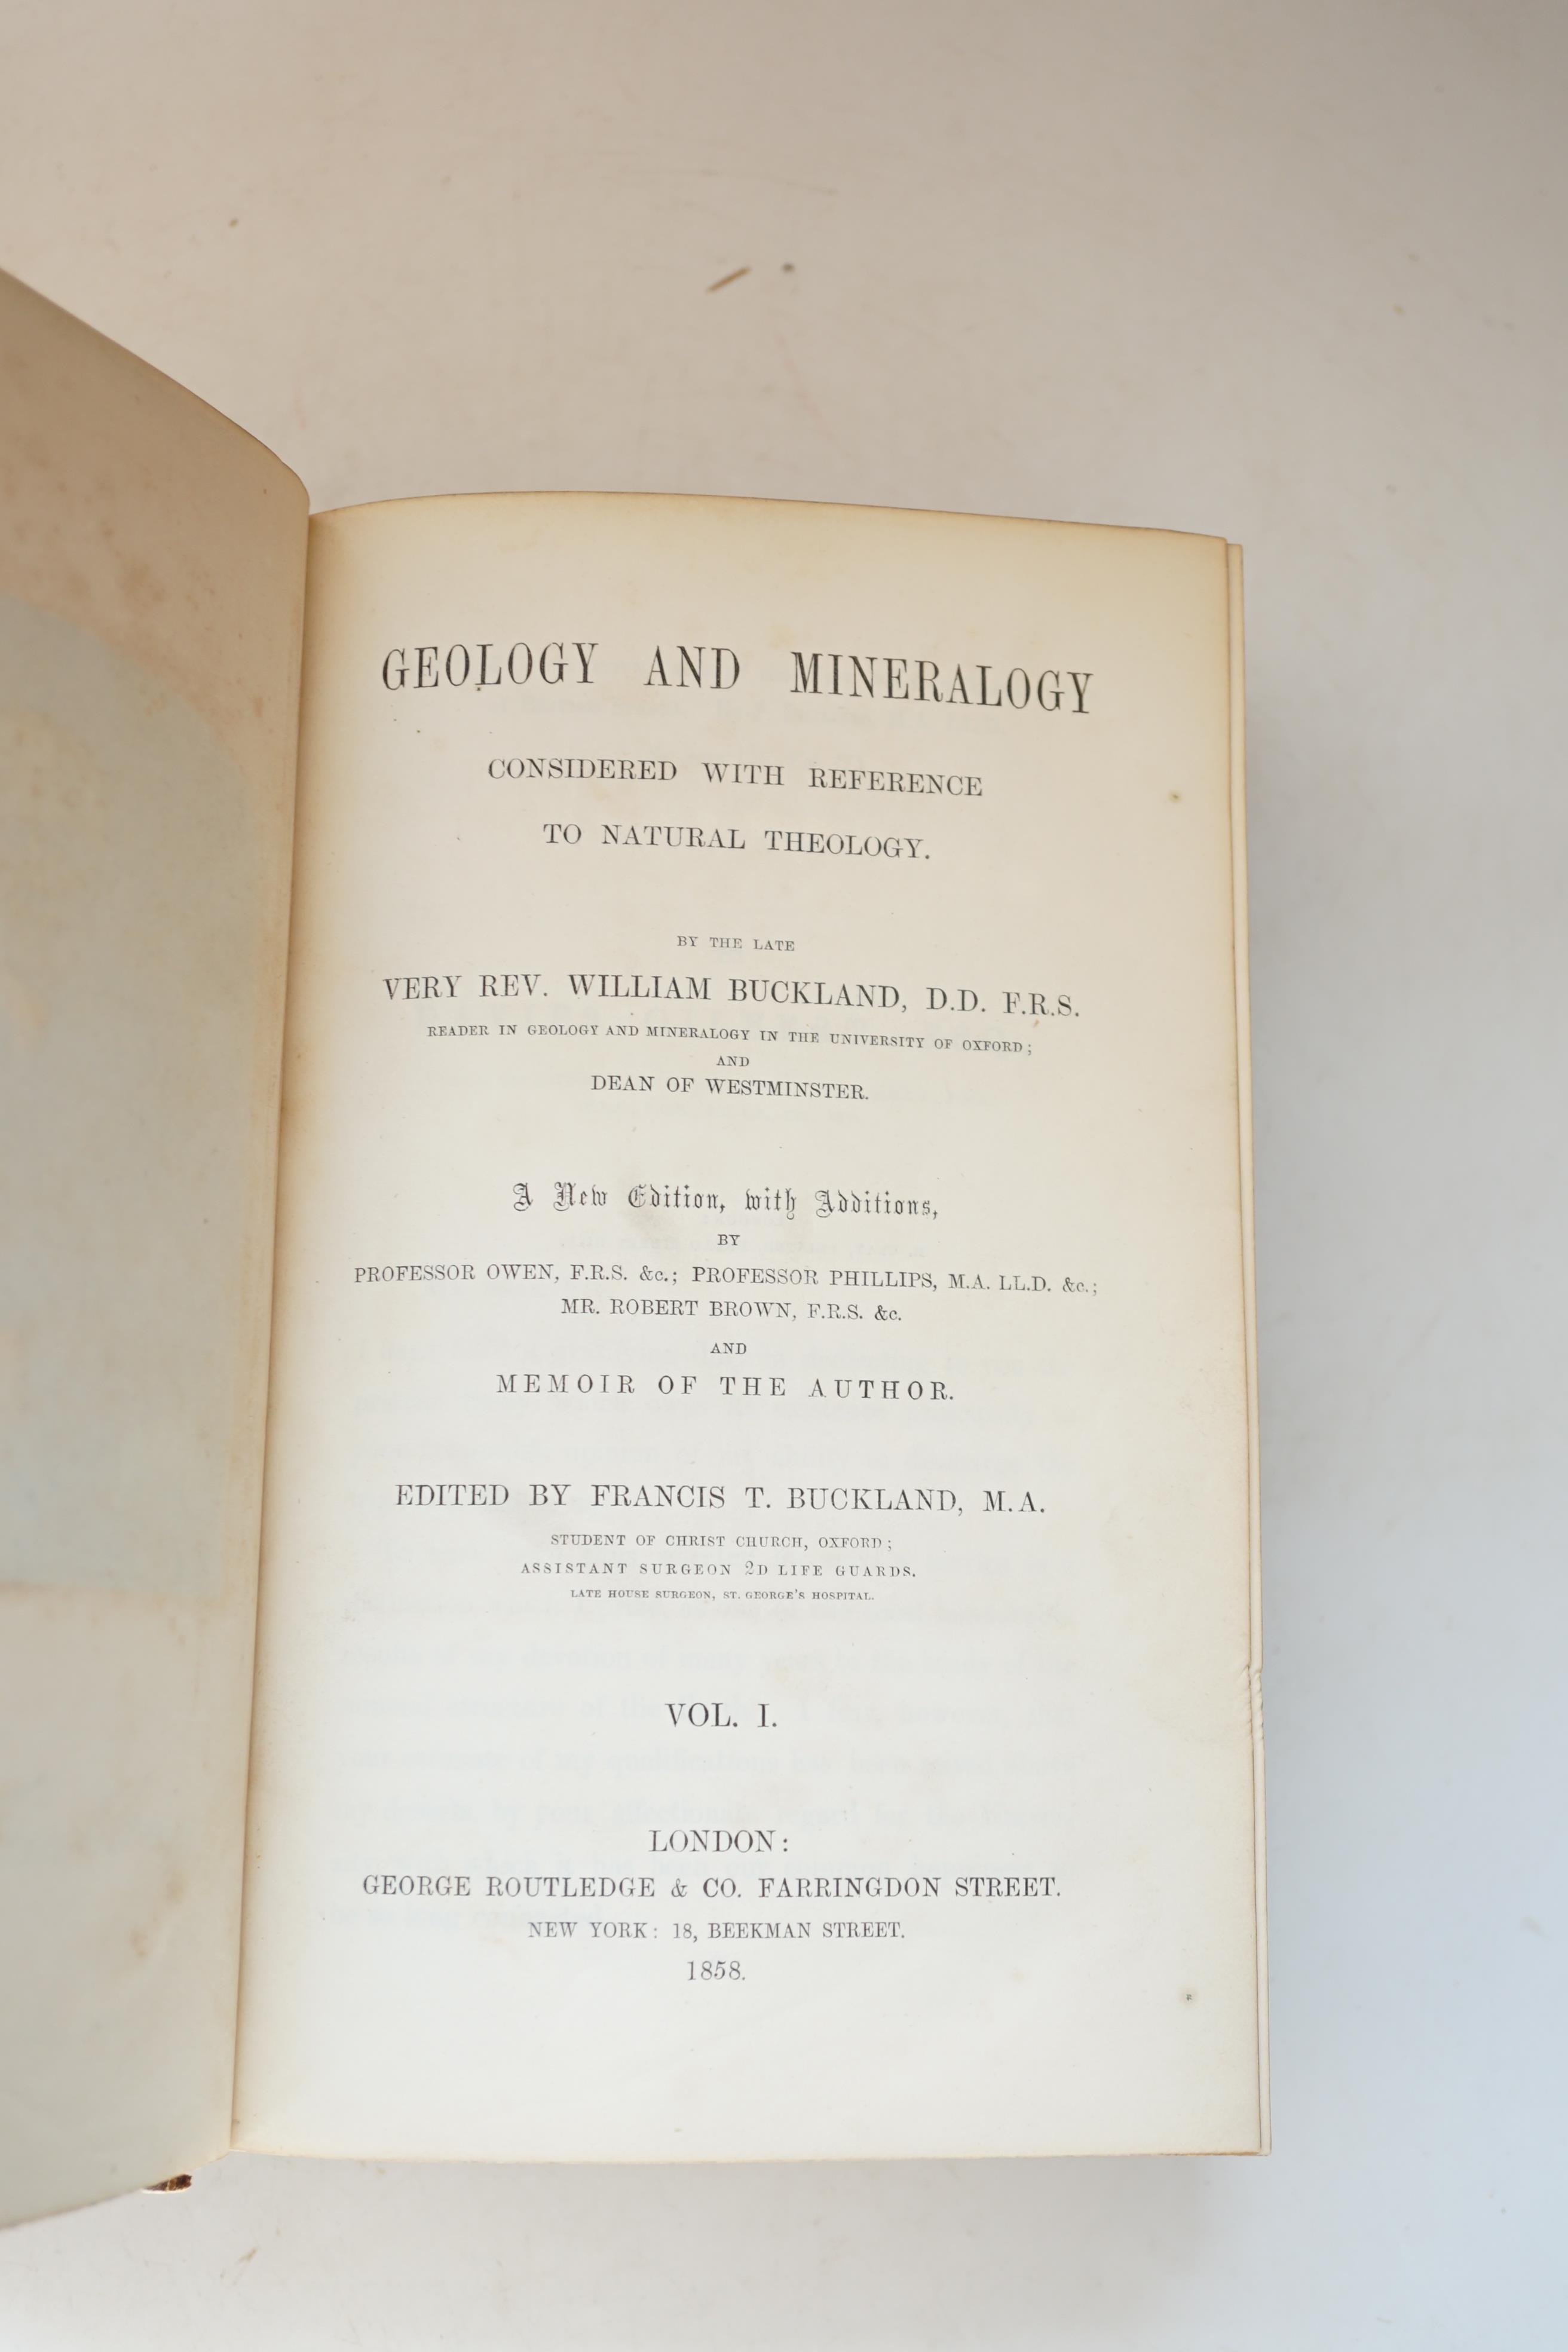 GEOLOGY AND MINERALOGY
CONSIDERED WITH REFERENCE
TO NATURAL THEOLOGY.
BY THE LATE
VERY REV. WILLIAM BUCKLAND, D.D. F.R.S.
READER IN GEOLOGY AND MINERALOGY IN THE UNIVERSITY OF OXFORD;
AND
DEAN OF WESTMINSTER.
A New Edition, with Additions,
BY
PROFESSOR OWEN, F.R.S. &c.; PROFESSOR PHILLIPS, M.A. LL.D. &c.;
MR. ROBERT BROWN, F.R.S. &c.
AND
MEMOIR OF THE AUTHOR.
EDITED BY FRANCIS T. BUCKLAND, M.A.
STUDENT OF CHRIST CHURCH, OXFORD;
ASSISTANT SURGEON 2D LIFE GUARDS.
LATE HOUSE SURGEON, ST. GEORGE'S HOSPITAL.
VOL. I.
LONDON:
GEORGE ROUTLEDGE & CO. FARRINGDON STREET.
NEW YORK: 18, BEEKMAN STREET.
1858.